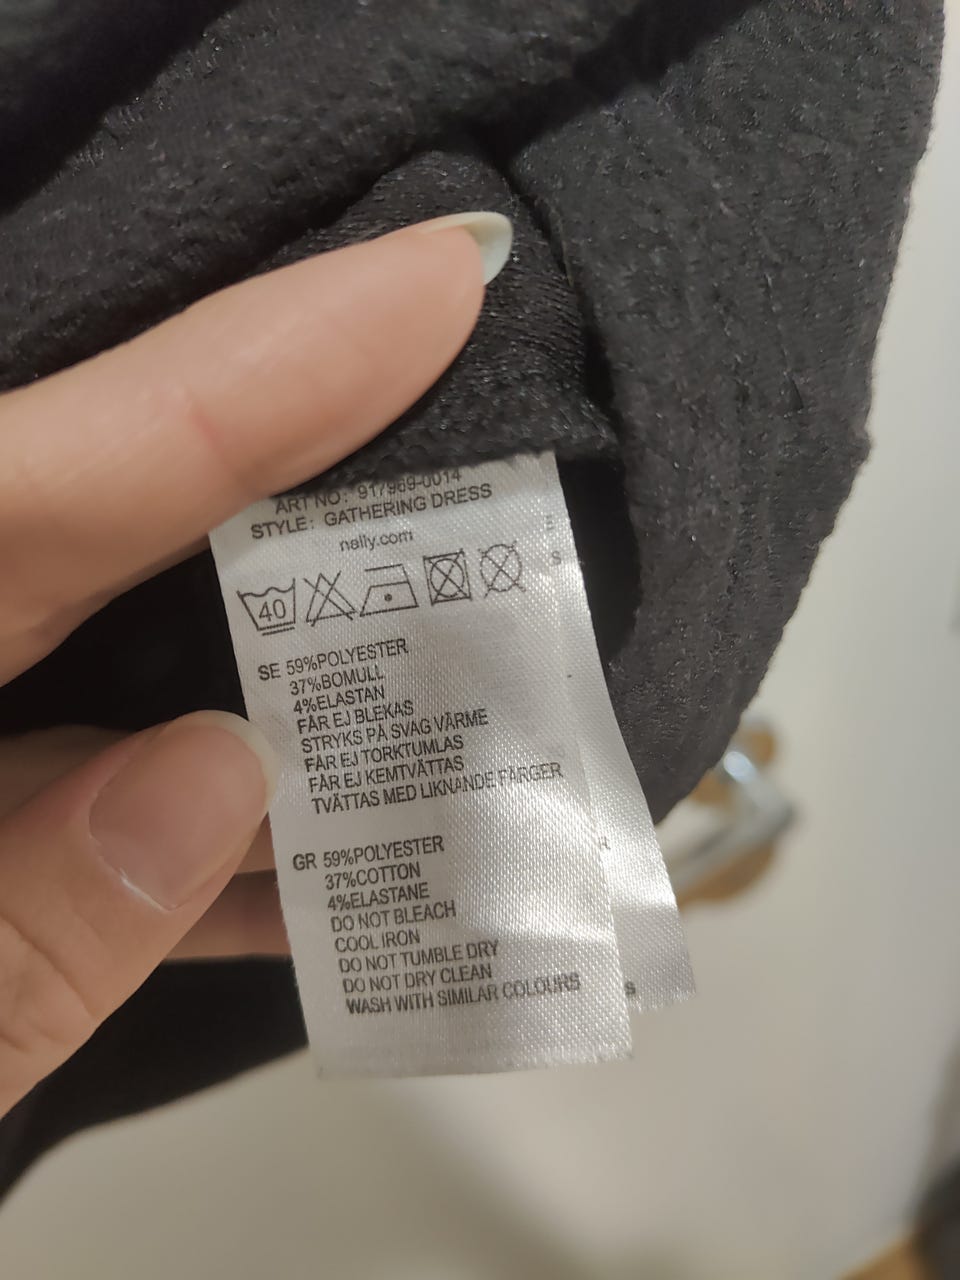 ART NO: 917969-0014
STYLE: GATHERING DRESS
nally.com
40
SE 59%POLYESTER
37%BOMULL
4%ELASTAN
FÅR EJ BLEKAS
STRYKS PÅ SVAG VÄRME
FÅR EJ TORKTUMLAS
FÅR EJ KEMTVÄTTAS
TVÄTTAS MED LIKNANDE FÄRGER
GR 59%POLYESTER
37%COTTON
4%ELASTANE
DO NOT BLEACH
COOL IRON
DO NOT TUMBLE DRY
DO NOT DRY CLEAN
WASH WITH SIMILAR COLOURS